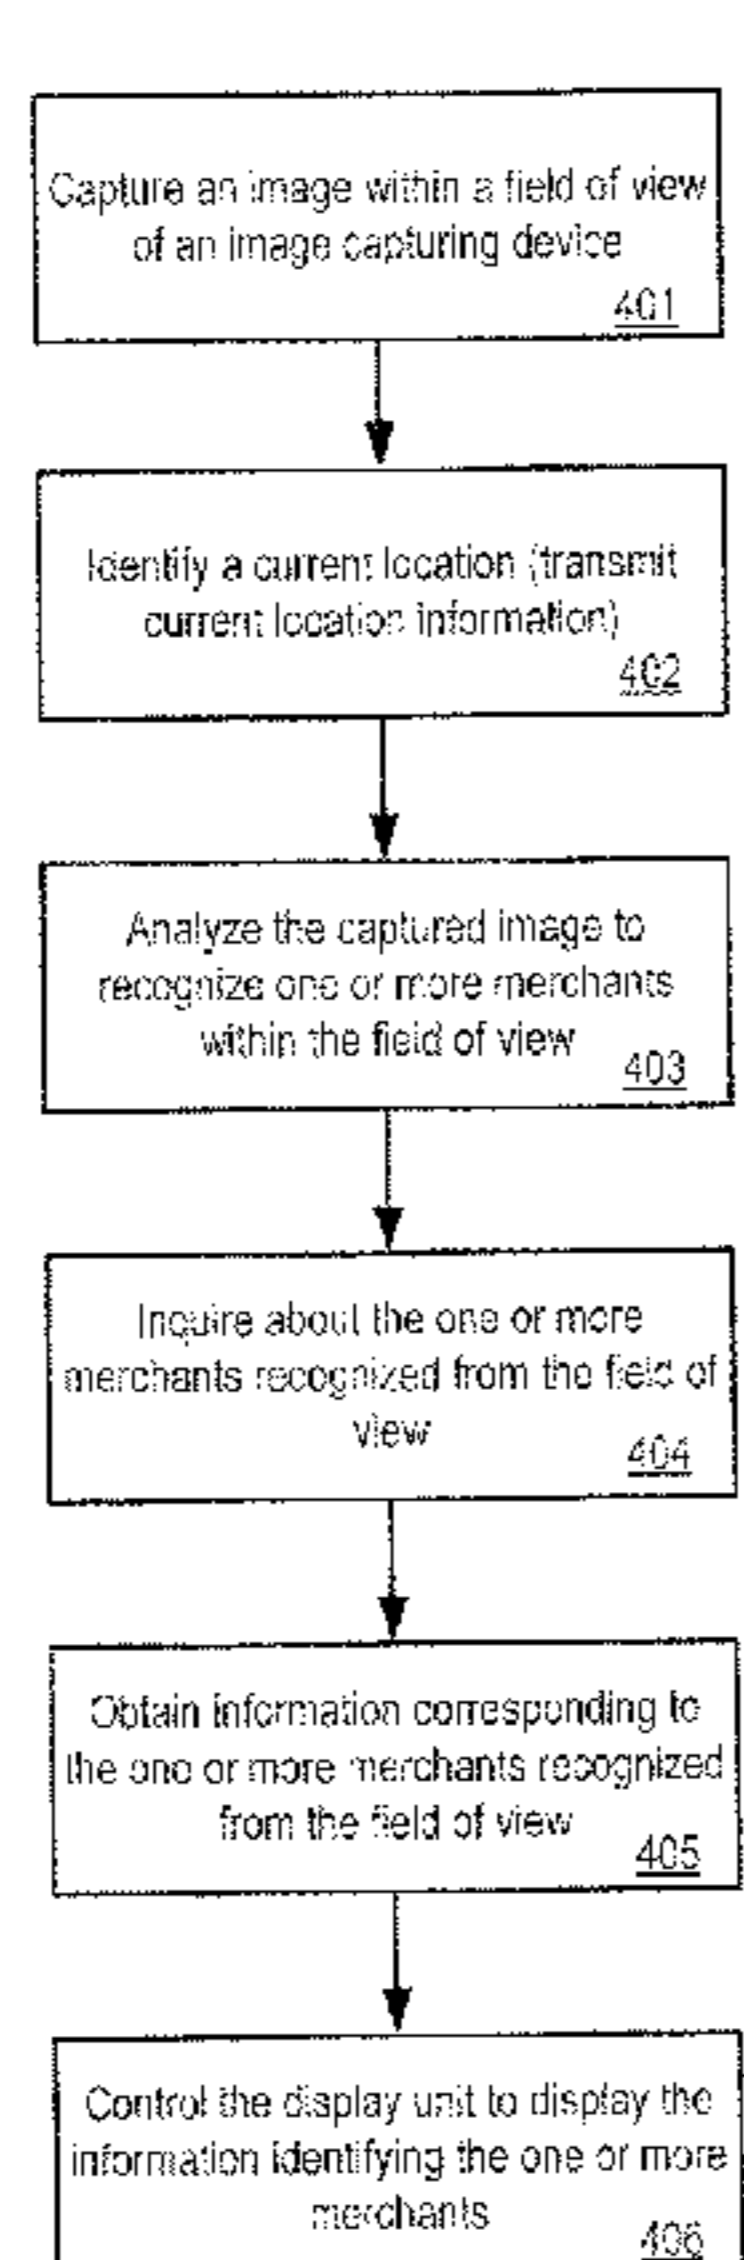 Capture an image within a field of view
of an image capturing device
401
Identify a current location (transmit
current location information)
402
Analyze the captured image to
recognize one or more merchants
within the field of view
403
Inquire about the one or more
merchants recognized from the field of
view
404
Obtain information corresponding to
the one or more merchants recognized
from the field of view
405
Control the display unit to display the
information identifying the one or more
merchants
406